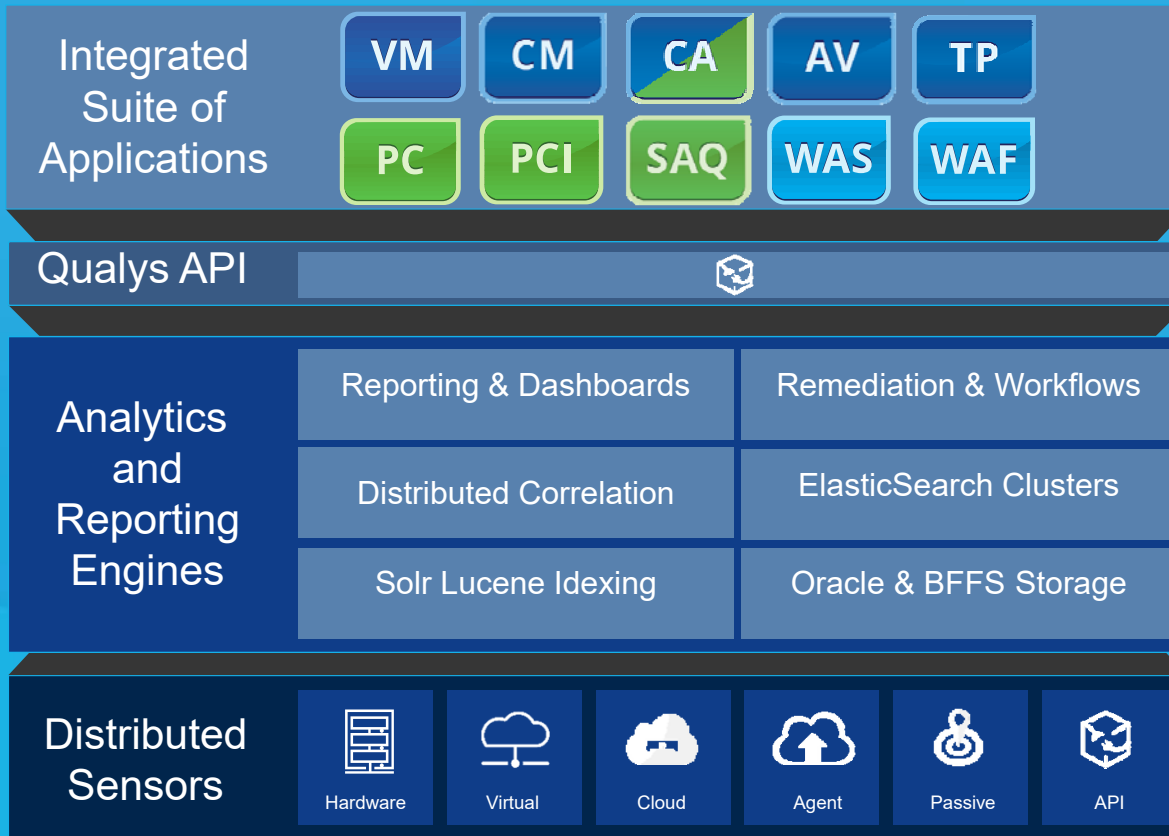 Integrated
Suite of
Applications
VM CM CA AV TP
PC PCI SAQ WAS WAF
Qualys API
Analytics
and
Reporting
Engines
Reporting & Dashboards Remediation & Workflows
Distributed Correlation ElasticSearch Clusters
Solr Lucene Idexing Oracle & BFFS Storage
Distributed
Sensors
Hardware Virtual Cloud Agent Passive API